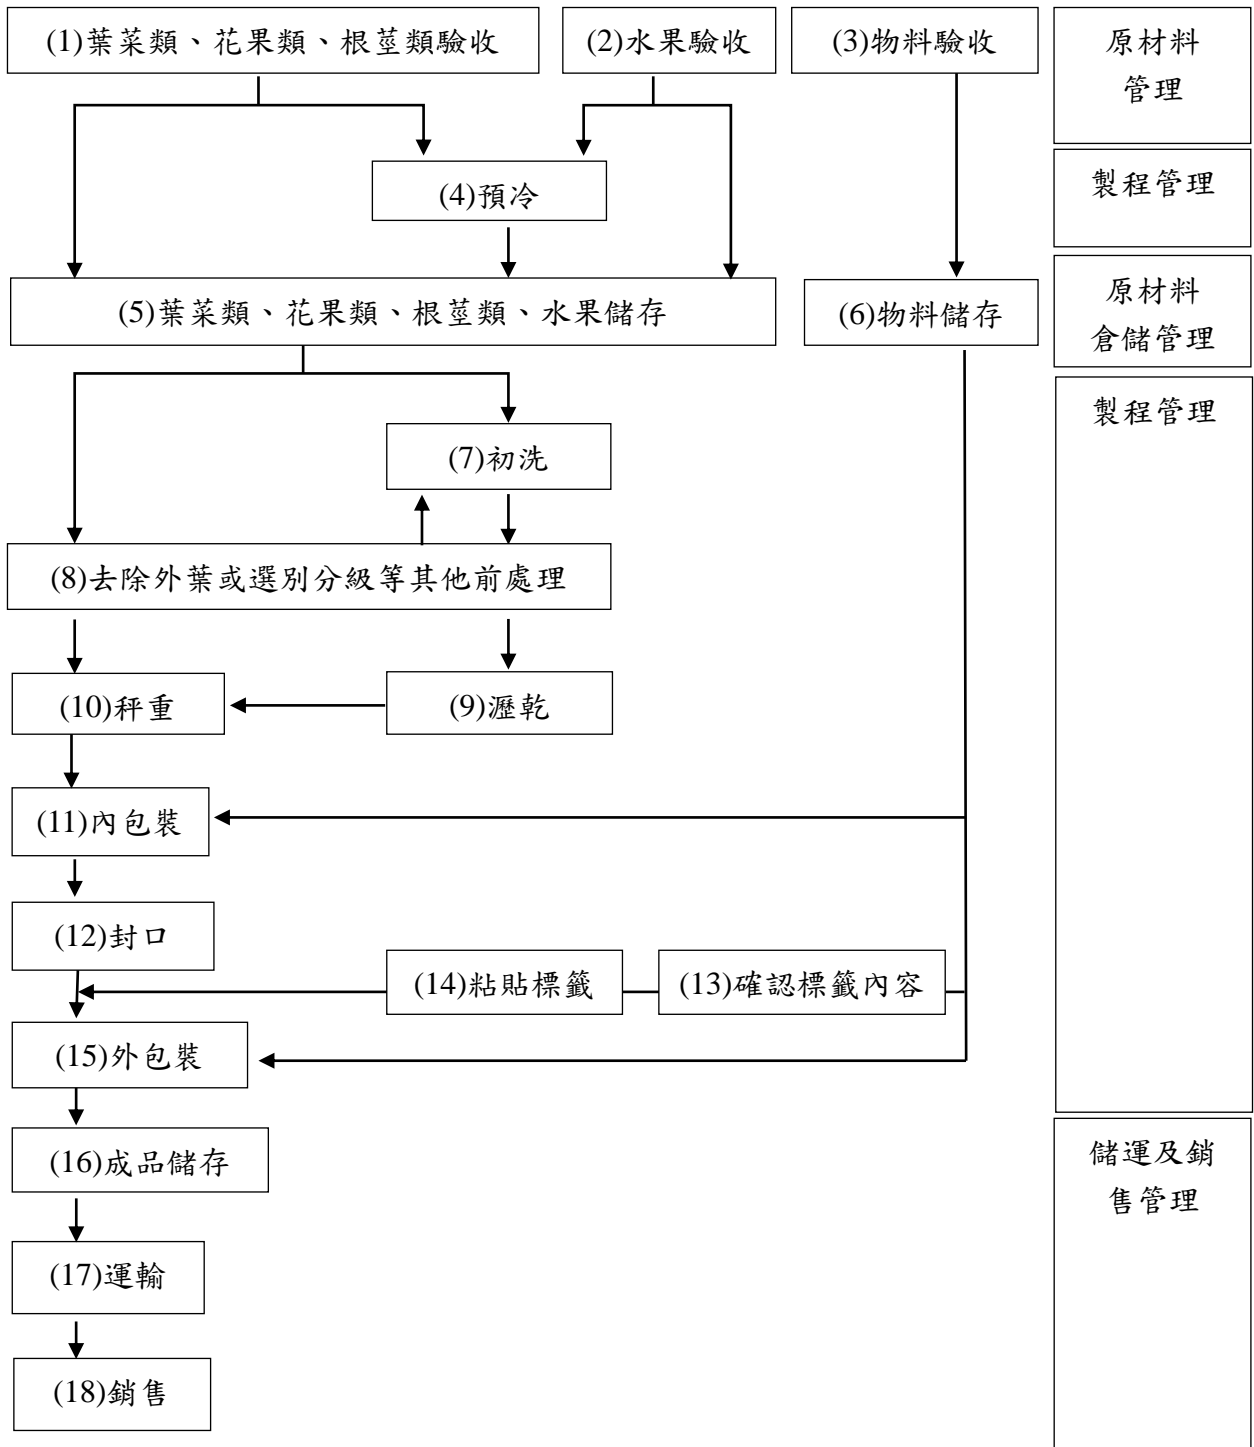 (1)葉菜類、花果類、根莖類驗收
(2)水果驗收
(3)物料驗收
原材料
管理
(4)預冷
製程管理
(5)葉菜類、花果類、根莖類、水果儲存
(6)物料儲存
原材料
倉儲管理
製程管理
(7)初洗
(8)去除外葉或選別分級等其他前處理
(10)秤重
(9)瀝乾
(11)內包裝
(12)封口
(14)粘貼標籤
(13)確認標籤內容
(15)外包裝
(16)成品儲存
儲運及銷
售管理
(17)運輸
(18)銷售